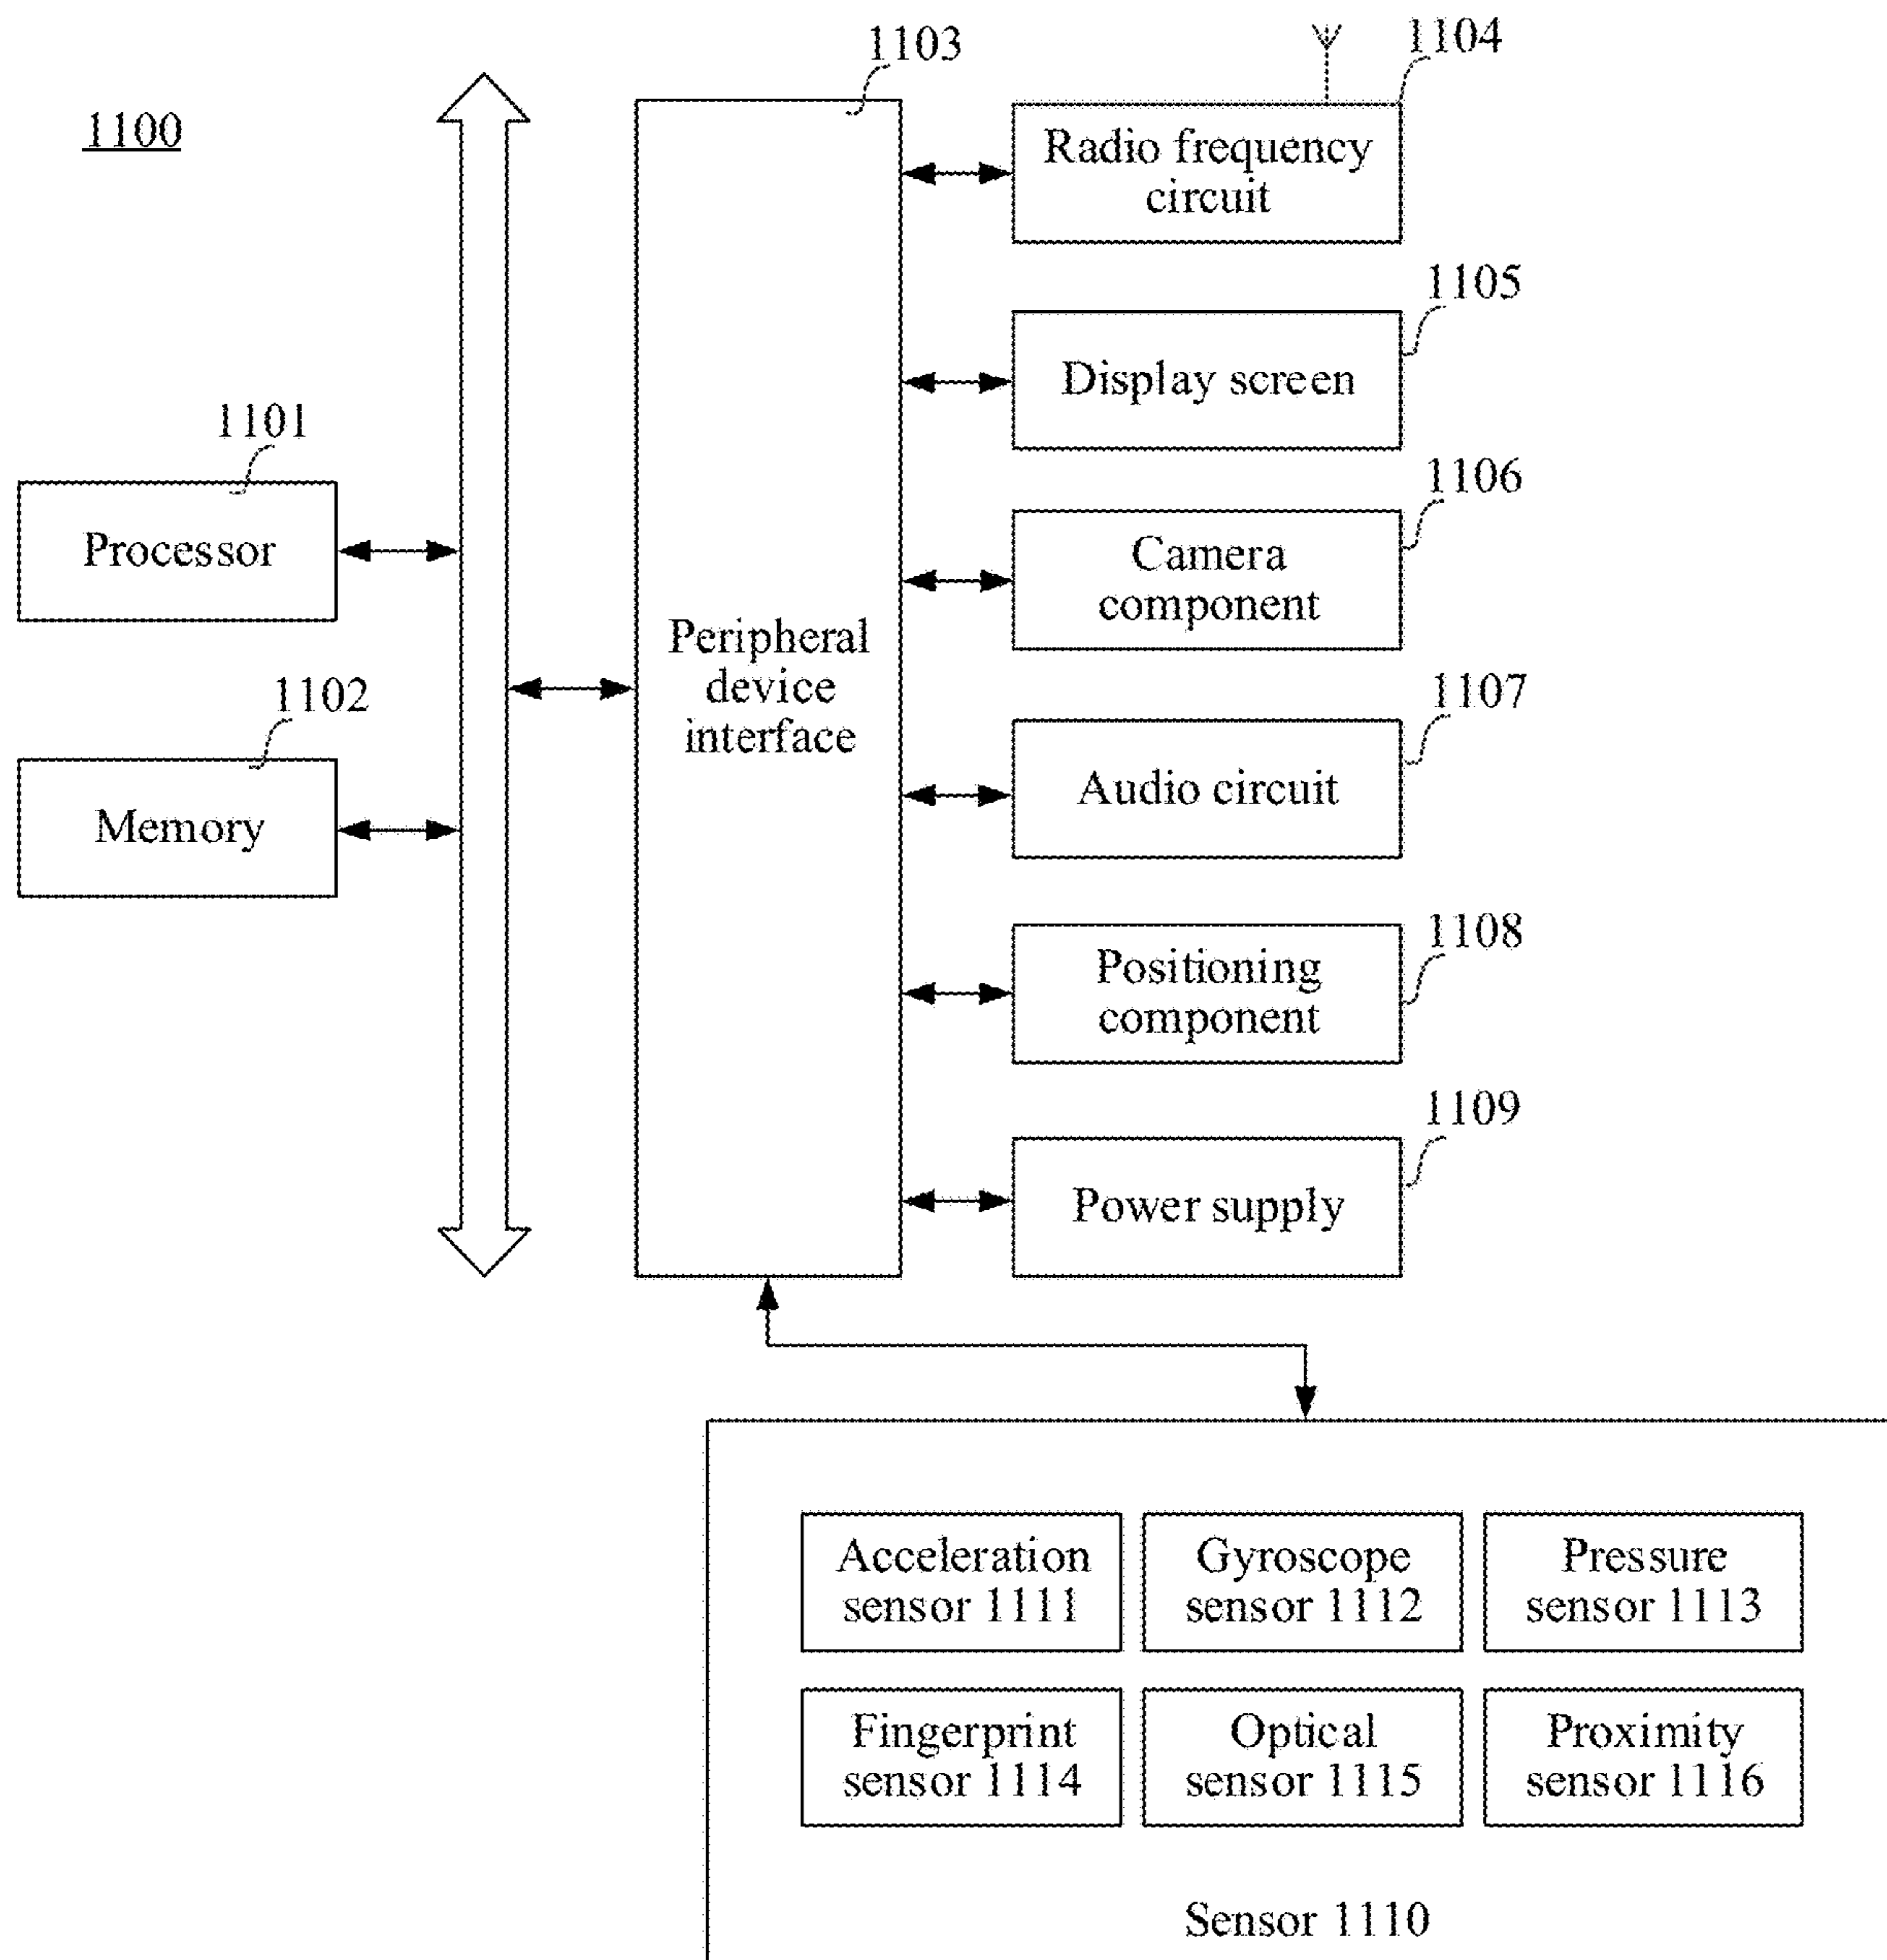 1100
1103
1104
Radio frequency
circuit
1105
Display screen
1101
Processor
1106
Camera
component
Peripheral
device
interface
1102
Memory
1107
Audio circuit
1108
Positioning
component
1109
Power supply
Acceleration
sensor 1111
Gyroscope
sensor 1112
Pressure
sensor 1113
Fingerprint
sensor 1114
Optical
sensor 1115
Proximity
sensor 1116
Sensor 1110